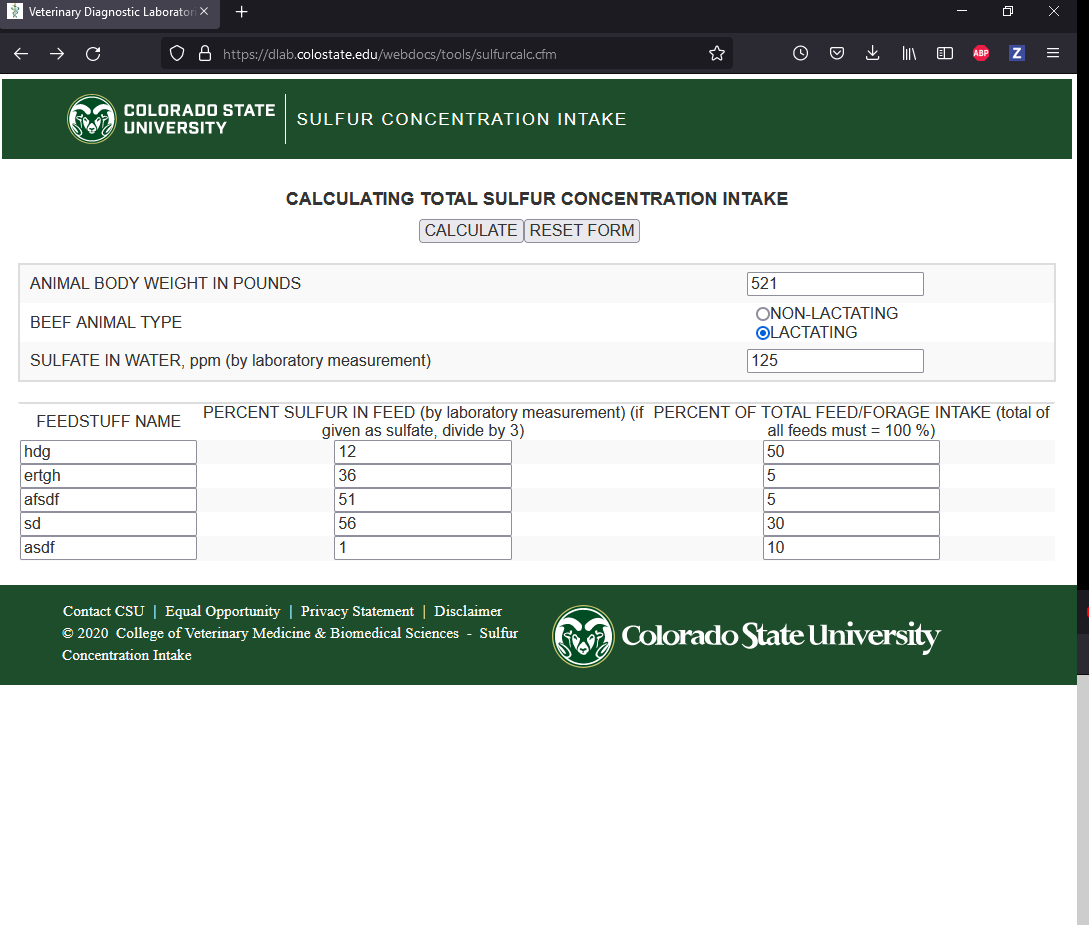 Veterinary Diagnostic Laborator
https://dlab.colostate.edu/webdocs/tools/sulfurcalc.cfm
ABP
Z
COLORADO STATE
UNIVERSITY
SULFUR CONCENTRATION INTAKE
CALCULATING TOTAL SULFUR CONCENTRATION INTAKE
CALCULATE RESET FORM
ANIMAL BODY WEIGHT IN POUNDS 521
BEEF ANIMAL TYPE
NON-LACTATING
LACTATING
SULFATE IN WATER, ppm (by laboratory measurement) 125
FEEDSTUFF NAME
PERCENT SULFUR IN FEED (by laboratory measurement) (if
given as sulfate, divide by 3)
PERCENT OF TOTAL FEED/FORAGE INTAKE (total of
all feeds must = 100 %)
hdg 12 50
ertgh 36 5
afsdf 51 5
sd 56 30
asdf 1 10
Contact CSU | Equal Opportunity | Privacy Statement | Disclaimer
© 2020 College of Veterinary Medicine & Biomedical Sciences - Sulfur
Concentration Intake
Colorado State University